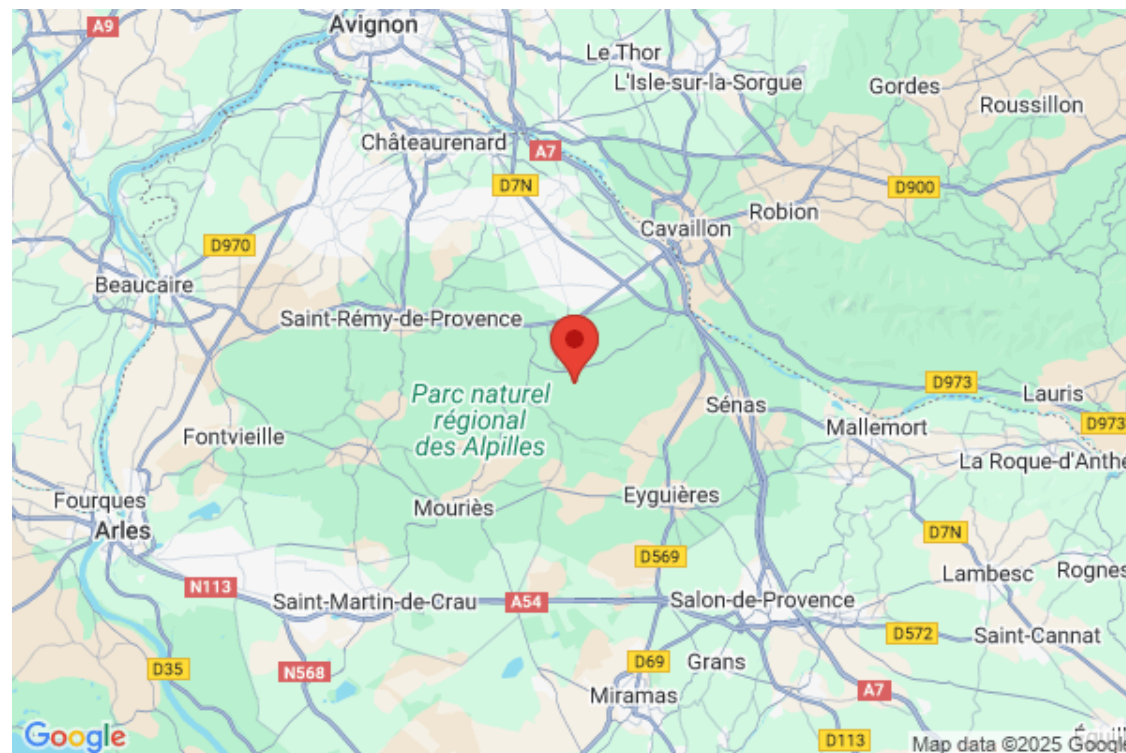 A9
Avignon
Le Thor
L'Isle-sur-la-Sorgue
Gordes
Roussillon
Châteaurenard
A7
D7N
D900
Robion
Cavaillon
D970
Beaucaire
Saint-Rémy-de-Provence
Parc naturel
régional
des Alpilles
D973
Lauris
Sénas
D973
Mallemort
Fontvieille
La Roque-d'Anthe
Eyguières
Mouriès
Fourques
Arles
D7N
D569
N113
Lambesc
Rognes
Saint-Martin-de-Crau
A54
Salon-de-Provence
D572
Saint-Cannat
D35
N568
D69
Grans
A7
Miramas
Google
D113
Map data ©2025 Google